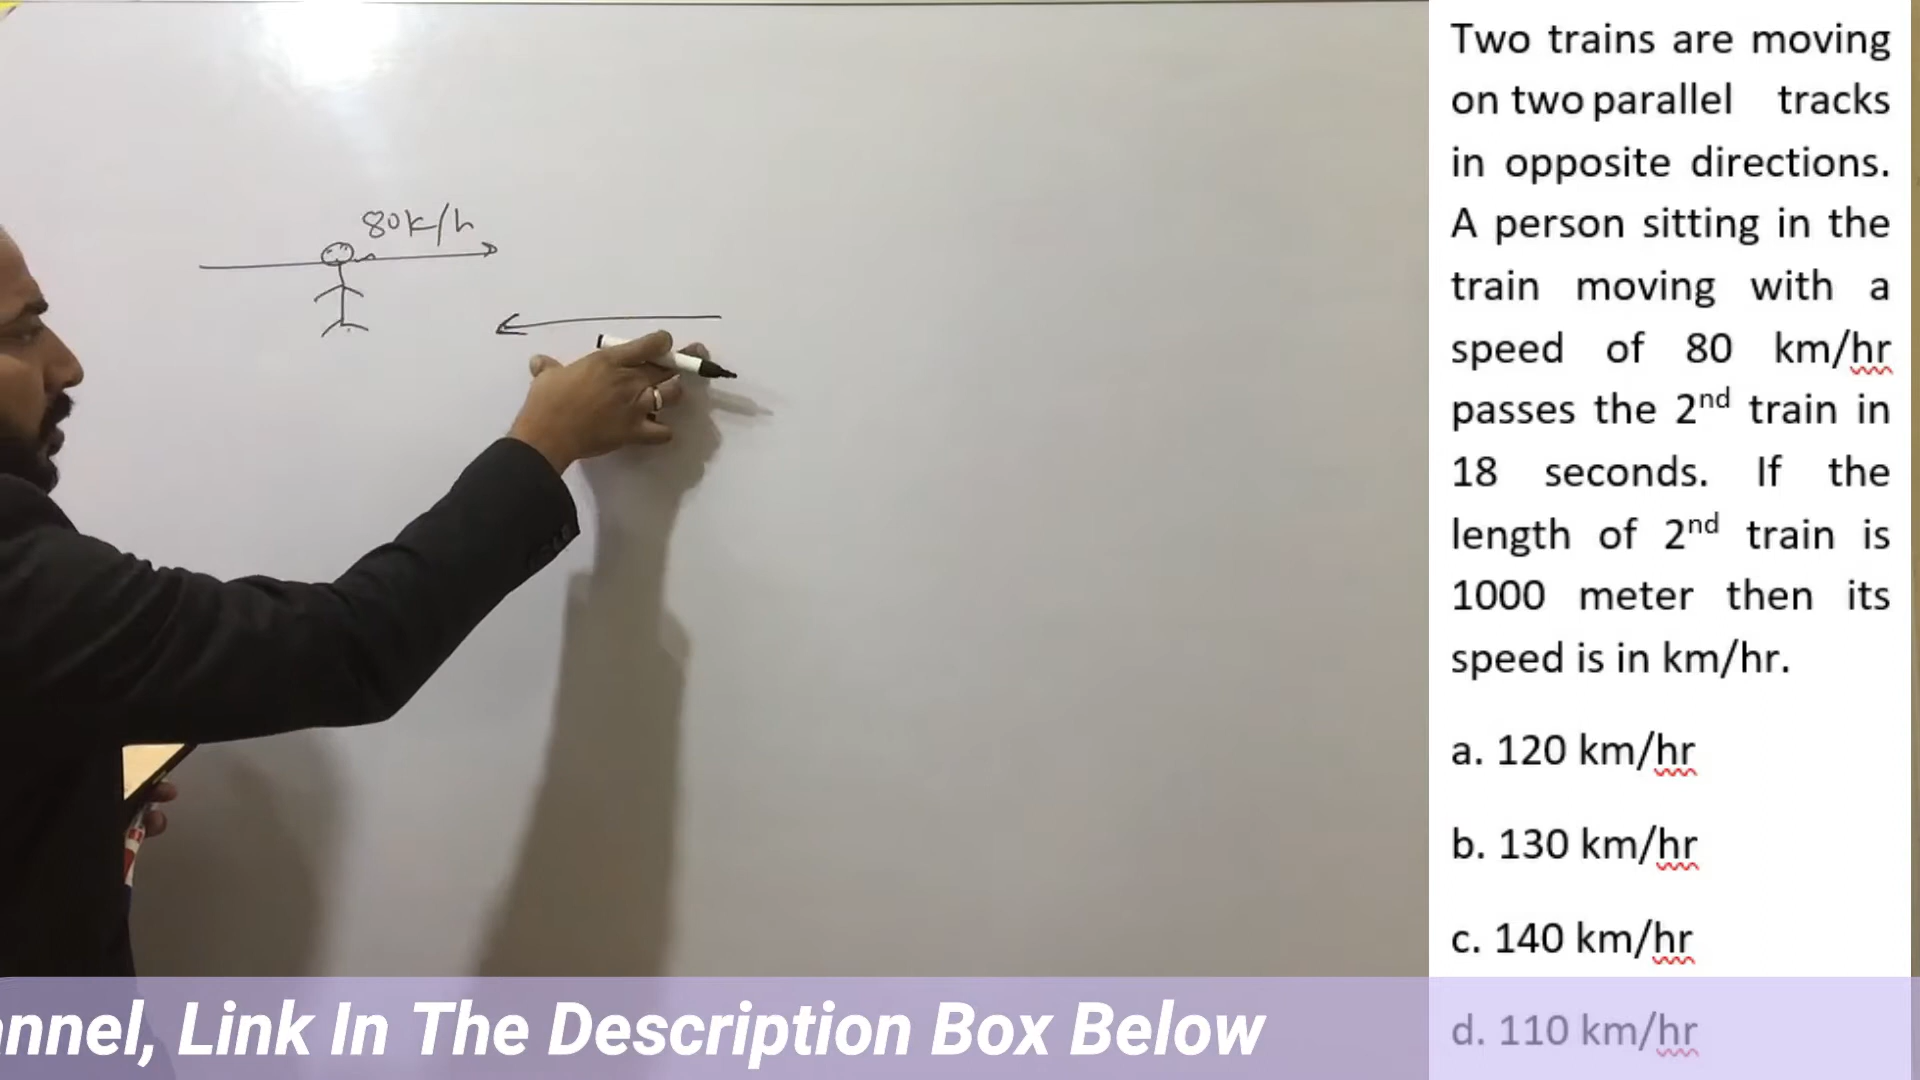 80k/h
Two trains are moving
on two parallel tracks
in opposite directions.
A person sitting in the
train moving with a
speed of 80 km/hr
passes the 2nd train in
18 seconds. If the
length of 2nd train is
1000 meter then its
speed is in km/hr.
a. 120 km/hr
b. 130 km/hr
c. 140 km/hr
d. 110 km/hr
annel, Link In The Description Box Below